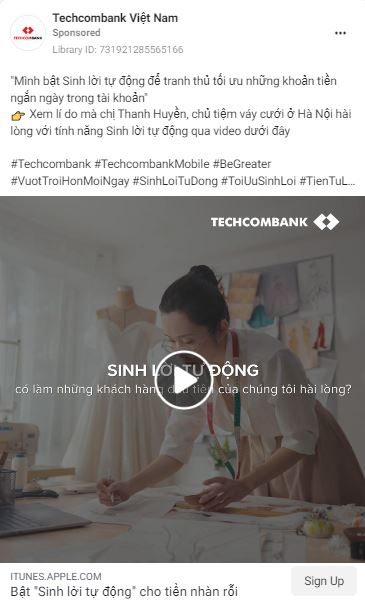 Techcombank Việt Nam
Sponsored
Library ID: 731921285565166
TECHCOMBANK
"Mình bật Sinh lời tự động để tranh thủ tối ưu những khoản tiền
ngắn ngày trong tài khoản"
👉 Xem lí do mà chị Thanh Huyền, chủ tiệm váy cưới ở Hà Nội hài
lòng với tính năng Sinh lời tự động qua video dưới đây
#Techcombank #TechcombankMobile #BeGreater
#VuotTroiHonMoiNgay #SinhLoiTuDong #ToiUuSinhLoi #TienTuL...
TECHCOMBANK
SINH LỜI TỰ ĐỘNG
có làm những khách hàng đầu tiên của chúng tôi hài lòng?
ITUNES.APPLE.COM
Bật "Sinh lời tự động" cho tiền nhàn rỗi
Sign Up